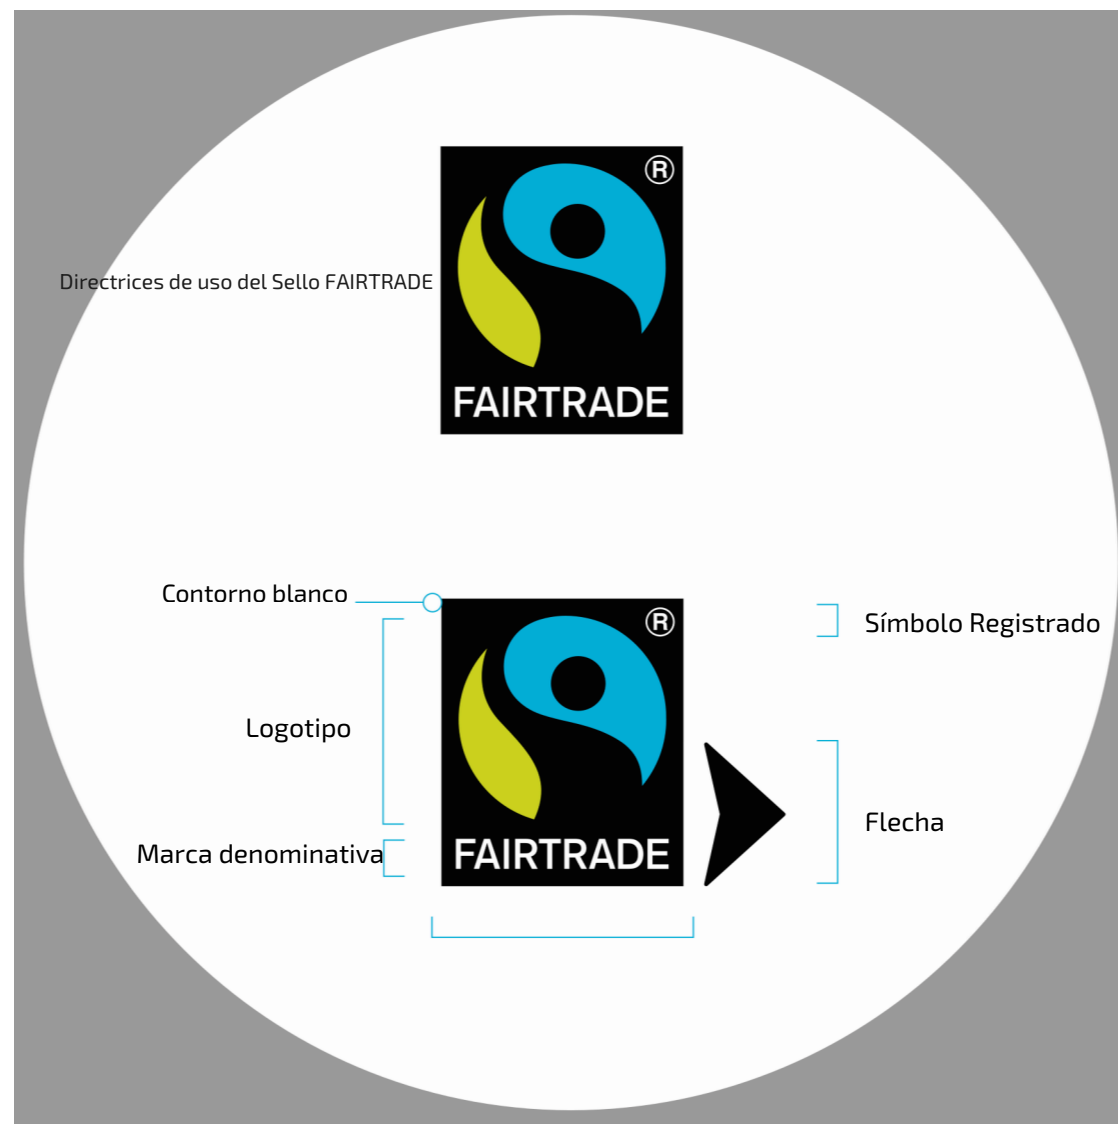 ®
Directrices de uso del Sello FAIRTRADE
FAIRTRADE
Contorno blanco
®
Símbolo Registrado
Logotipo
Flecha
Marca denominativa
FAIRTRADE